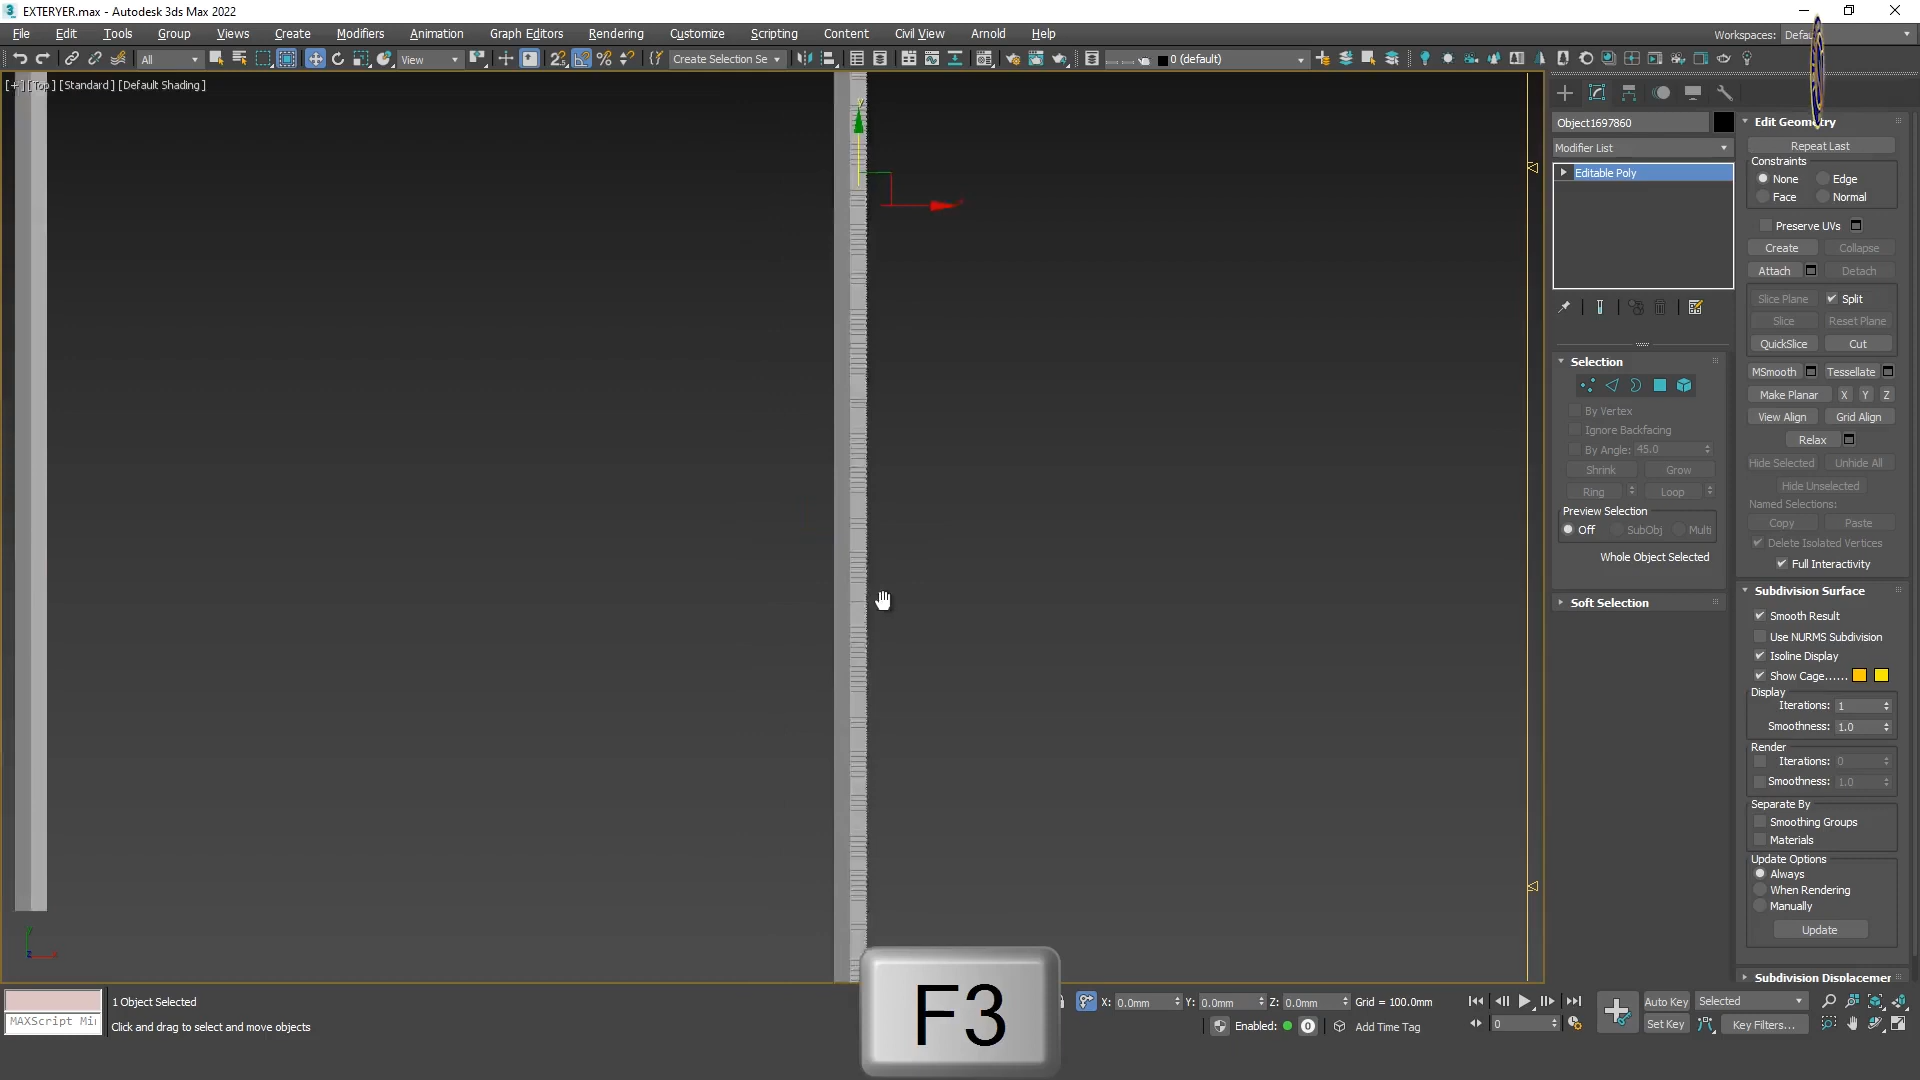 EXTERYER.max - Autodesk 3ds Max 2022
File Edit Tools Group Views Create Modifiers Animation Graph Editors Rendering Customize Scripting Content Civil View Arnold Help
Workspaces:
All
View
Create Selection Se
0 (default)
[+] [Top] [Standard] [Default Shading]
y
Object1697860
Modifier List
Editable Poly
Selection
By Vertex
Ignore Backfacing
By Angle: 45.0
Shrink Grow
Ring Loop
Preview Selection
Off SubObj Multi
Whole Object Selected
Soft Selection
Edit Geometry
Repeat Last
Constraints
None Edge
Face Normal
Preserve UVs
Create Collapse
Attach Detach
Slice Plane Split
Slice Reset Plane
QuickSlice Cut
MSmooth Tessellate
Make Planar X Y Z
View Align Grid Align
Relax
Hide Selected Unhide All
Hide Unselected
Named Selections:
Copy Paste
Delete Isolated Vertices
Full Interactivity
Subdivision Surface
Smooth Result
Use NURMS Subdivision
Isoline Display
Show Cage......
Display
Iterations: 1
Smoothness: 1.0
Render
Iterations: 0
Smoothness: 1.0
Separate By
Smoothing Groups
Materials
Update Options
Always
When Rendering
Manually
Update
Subdivision Displacemer
F3
1 Object Selected
MAXScript Mi
Click and drag to select and move objects
X: 0.0mm Y: 0.0mm Z: 0.0mm Grid = 100.0mm
Enabled: 0 Add Time Tag
0
Auto Key Selected
Set Key Key Filters...